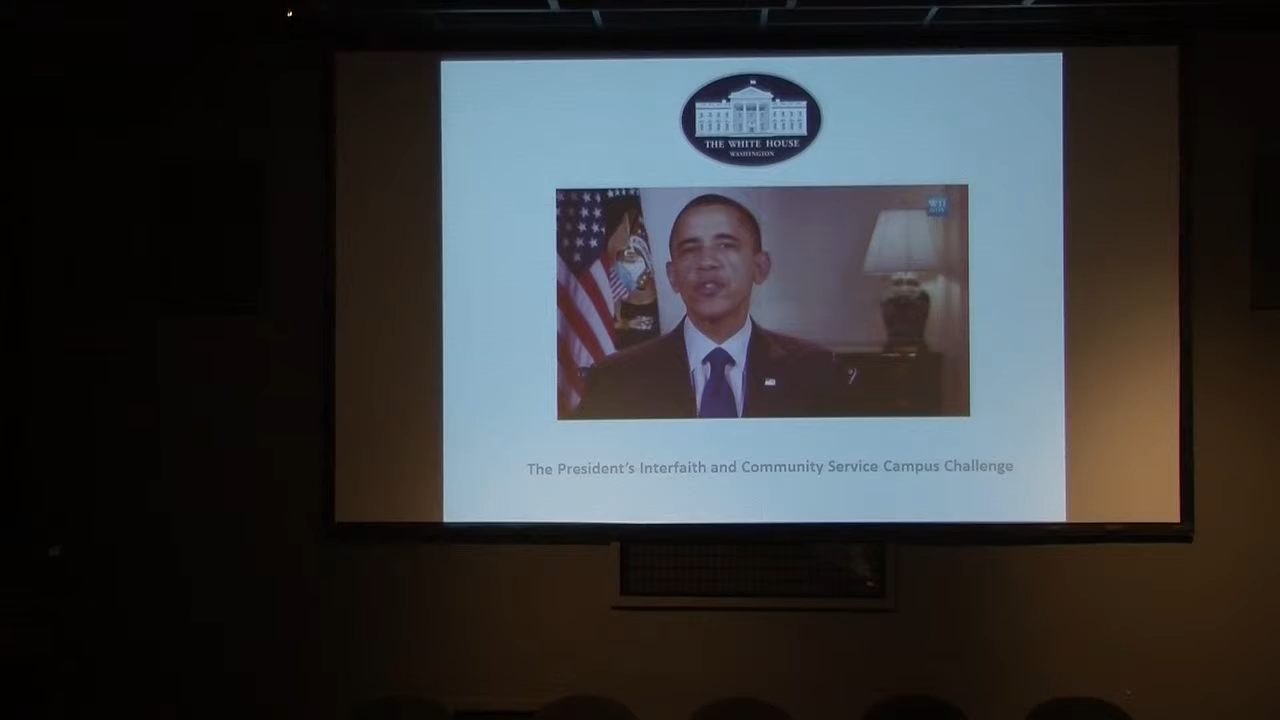 THE WHITE HOUSE
WASHINGTON
The President's Interfaith and Community Service Campus Challenge